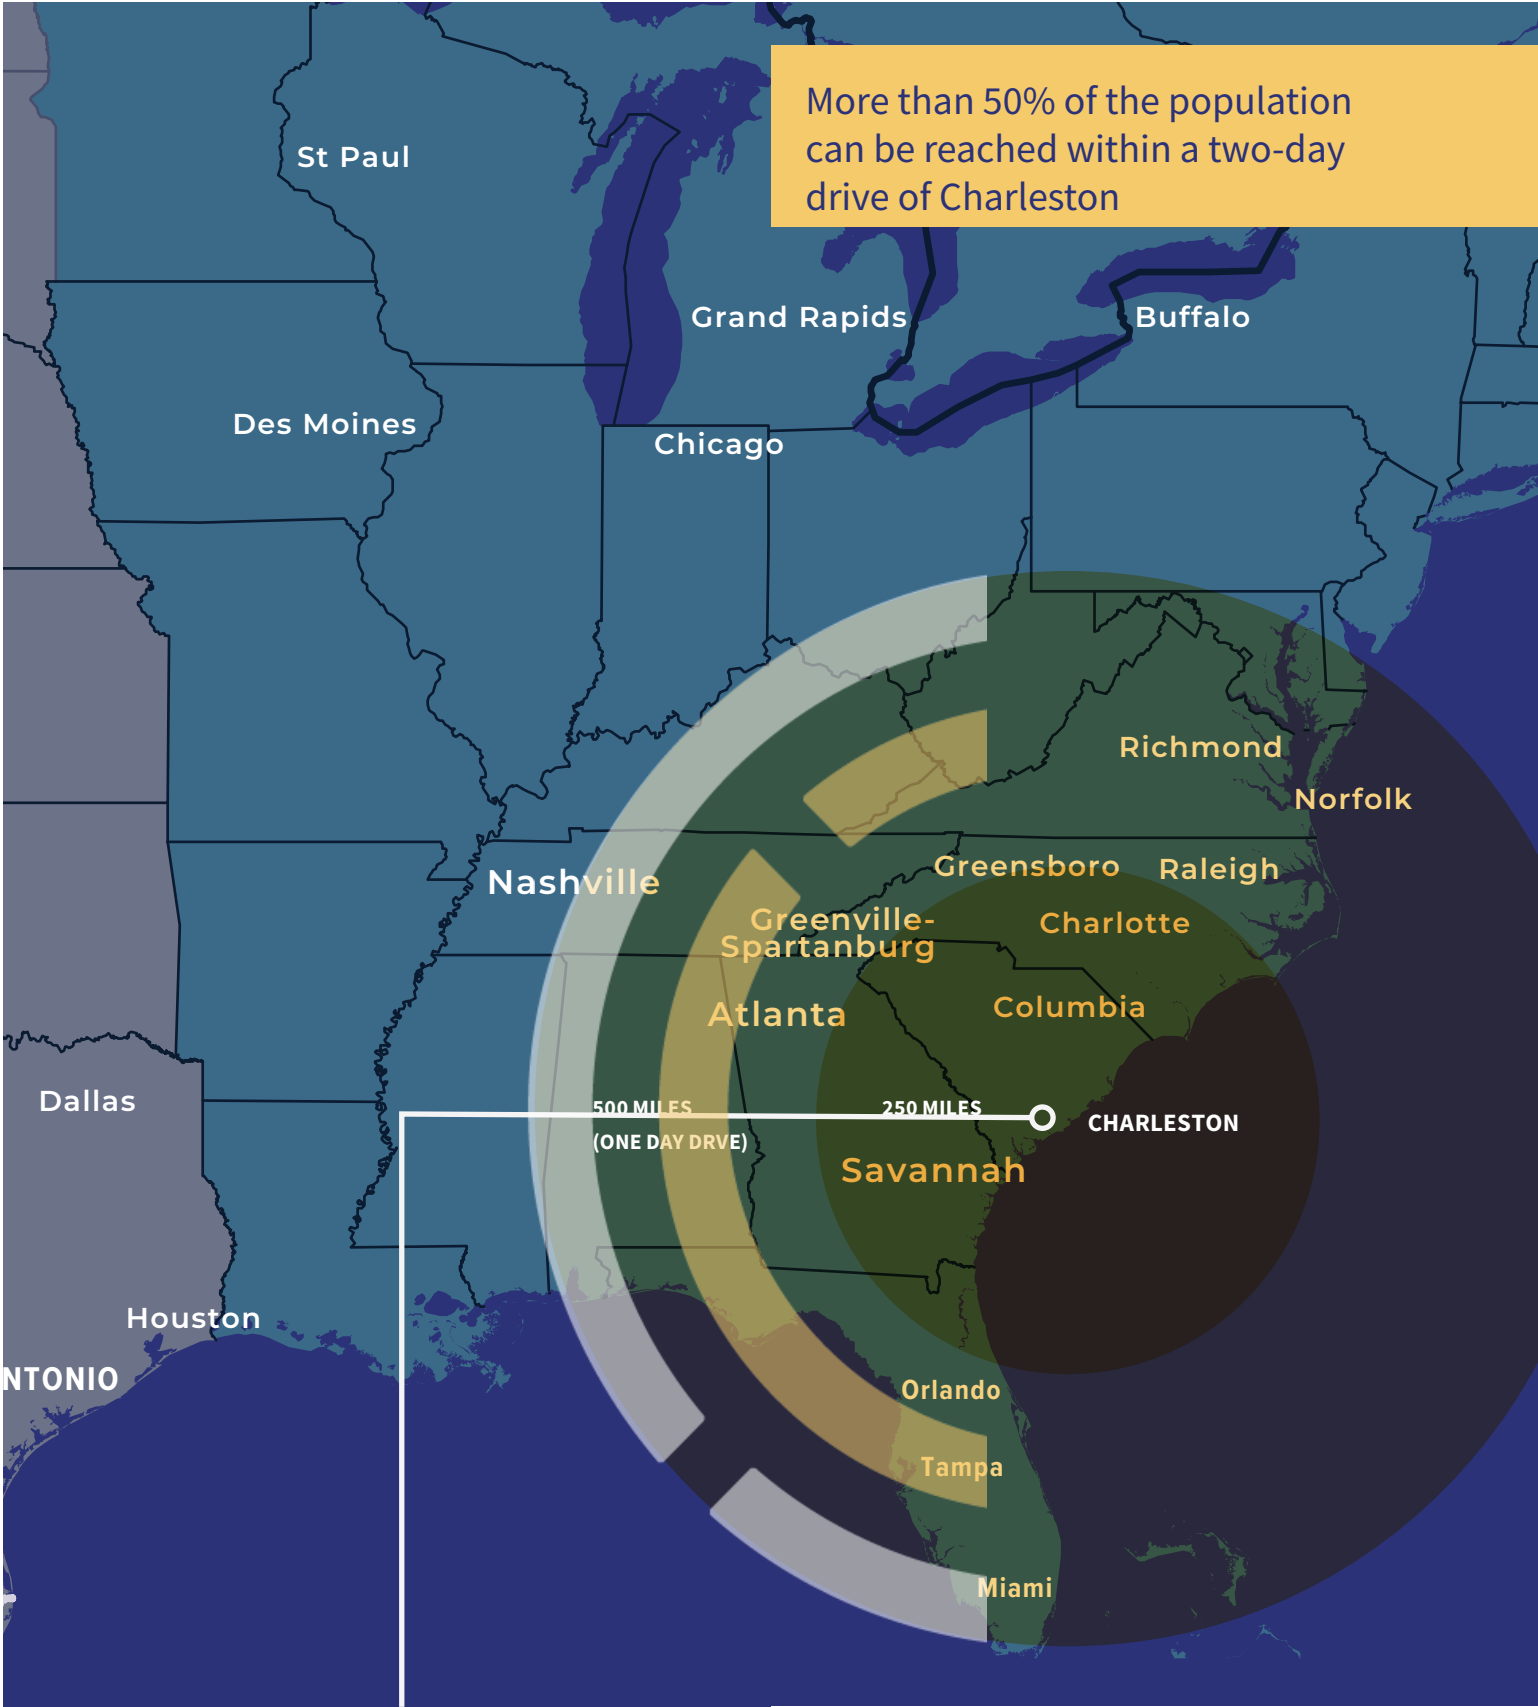 More than 50% of the population
can be reached within a two-day
drive of Charleston
St Paul
Grand Rapids
Buffalo
Des Moines
Chicago
Richmond
Norfolk
Nashville
Greensboro
Raleigh
Greenville-
Spartanburg
Charlotte
Atlanta
Columbia
Dallas
500 MILES
(ONE DAY DRVE)
250 MILES
CHARLESTON
Savannah
Houston
NTONIO
Orlando
Tampa
Miami